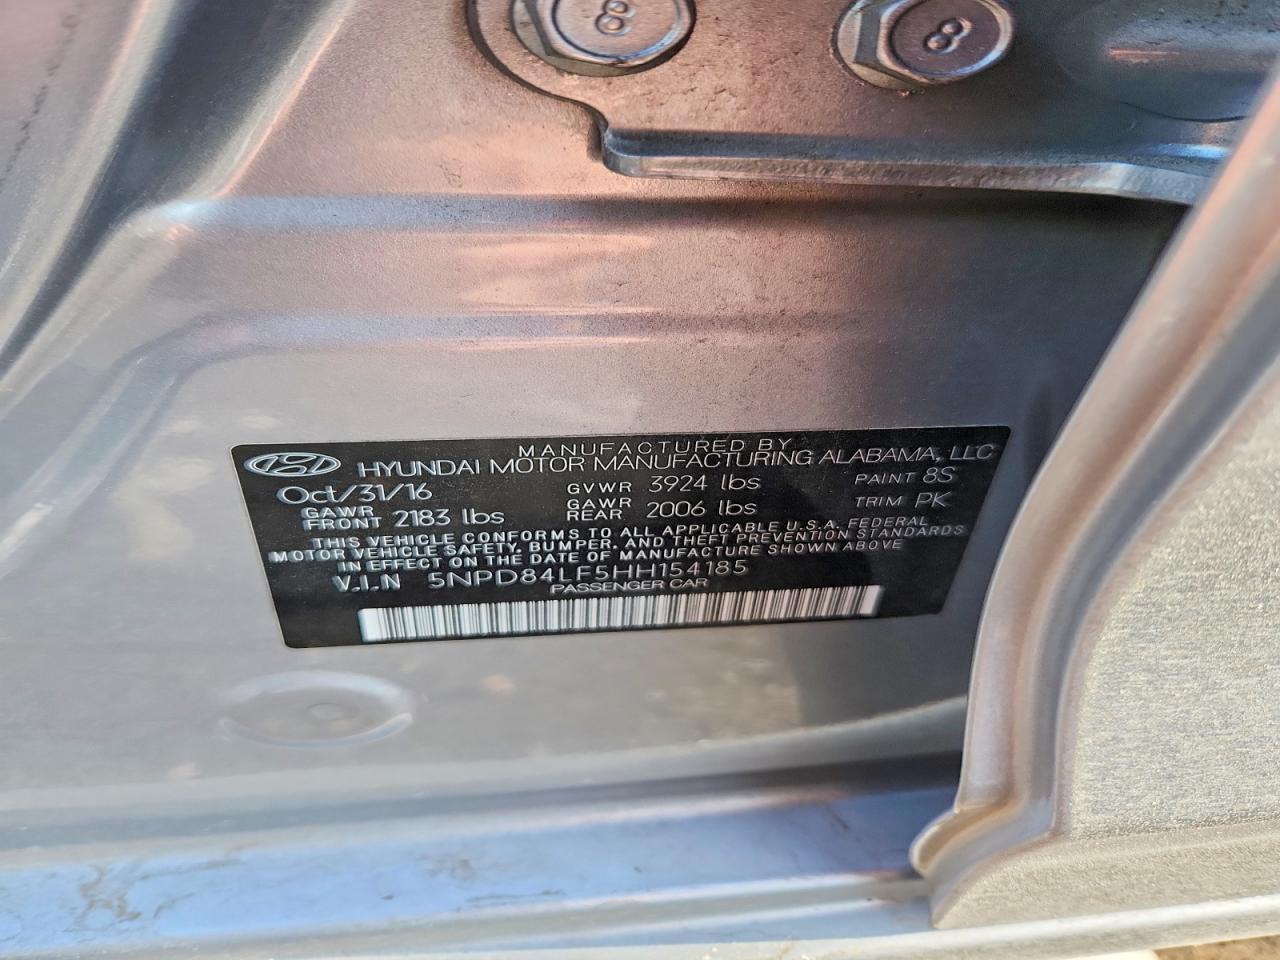 8 8
MANUFACTURED BY
HYUNDAI MOTOR MANUFACTURING ALABAMA, LLC
Oct/31/16 GVWR 3924 lbs PAINT 8S
GAWR FRONT 2183 lbs GAWR REAR 2006 lbs TRIM PK
THIS VEHICLE CONFORMS TO ALL APPLICABLE U.S.A. FEDERAL
MOTOR VEHICLE SAFETY, BUMPER, AND THEFT PREVENTION STANDARDS
IN EFFECT ON THE DATE OF MANUFACTURE SHOWN ABOVE
V.I.N 5NPD84LF5HH154185
PASSENGER CAR